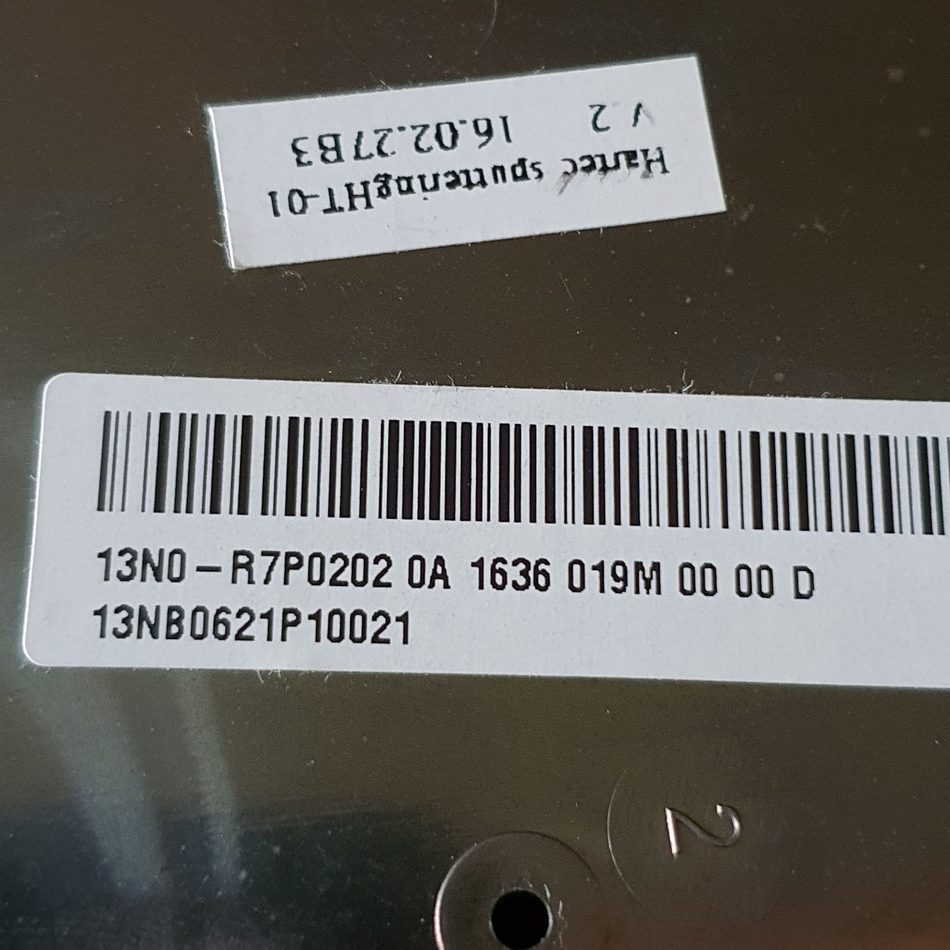 Hartec sputteringHT-01
16.02.27B3 V.2
13N0-R7P0202 0A 1636 019M 00 00 D
13NB0621P10021
2